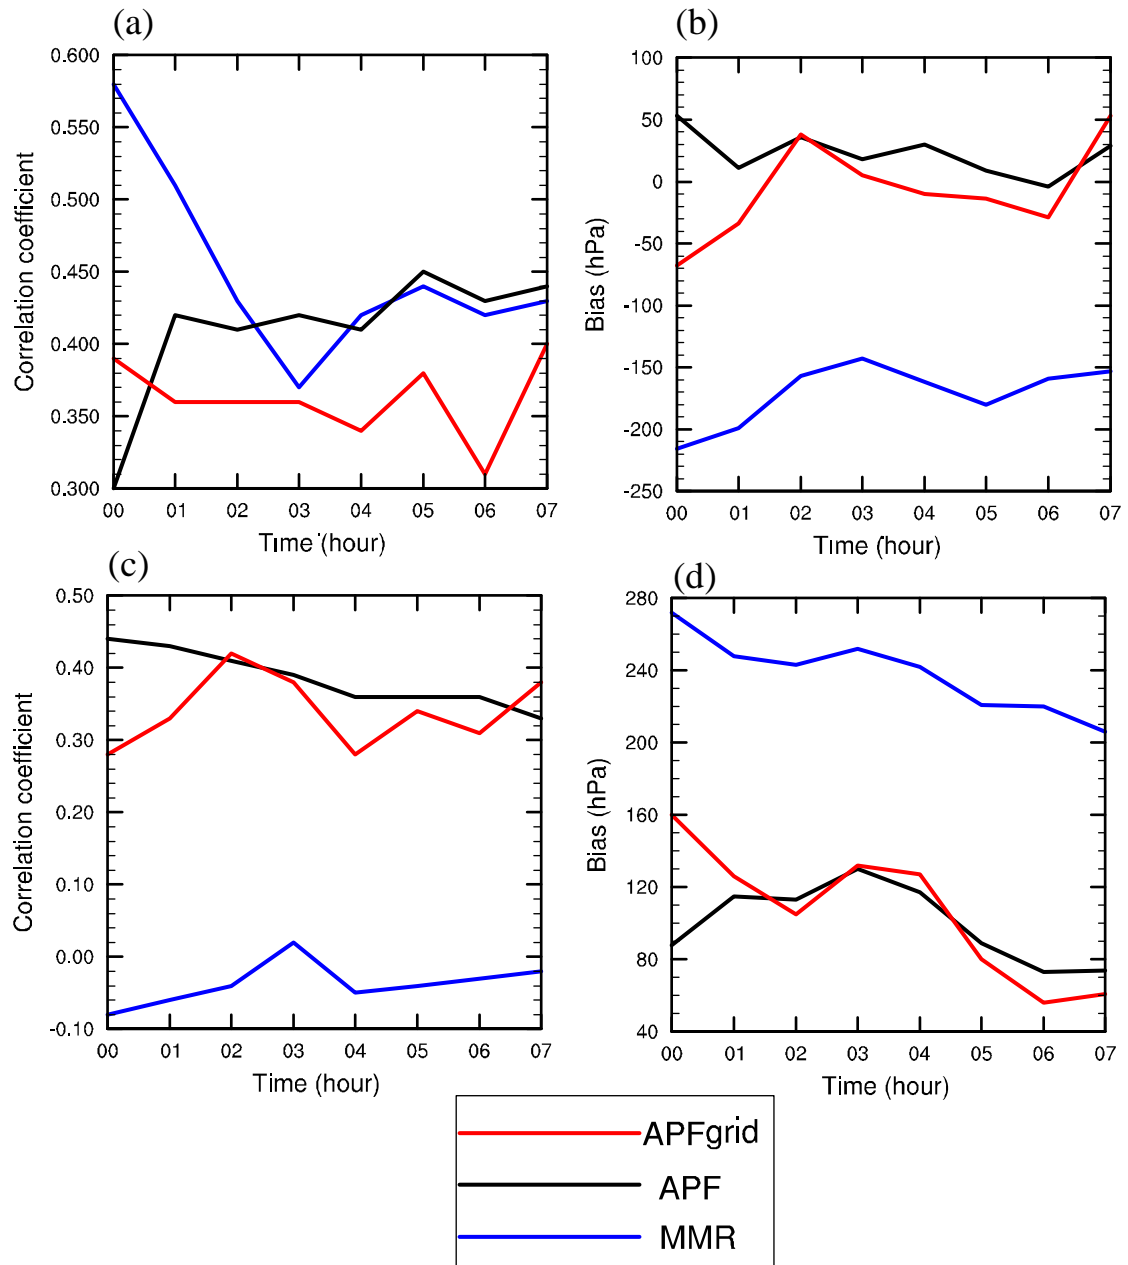 (a)
0.600
0.550
0.500
0.450
0.400
0.350
0.300
Correlation coefficient
00 01 02 03 04 05 06 07
Time (hour)
(b)
100
50
0
-50
-100
-150
-200
-250
Bias (hPa)
00 01 02 03 04 05 06 07
Time (hour)
(c)
0.50
0.40
0.30
0.20
0.10
0.00
-0.10
Correlation coefficient
00 01 02 03 04 05 06 07
Time (hour)
(d)
280
240
200
160
120
80
40
Bias (hPa)
00 01 02 03 04 05 06 07
Time (hour)
APFgrid
APF
MMR